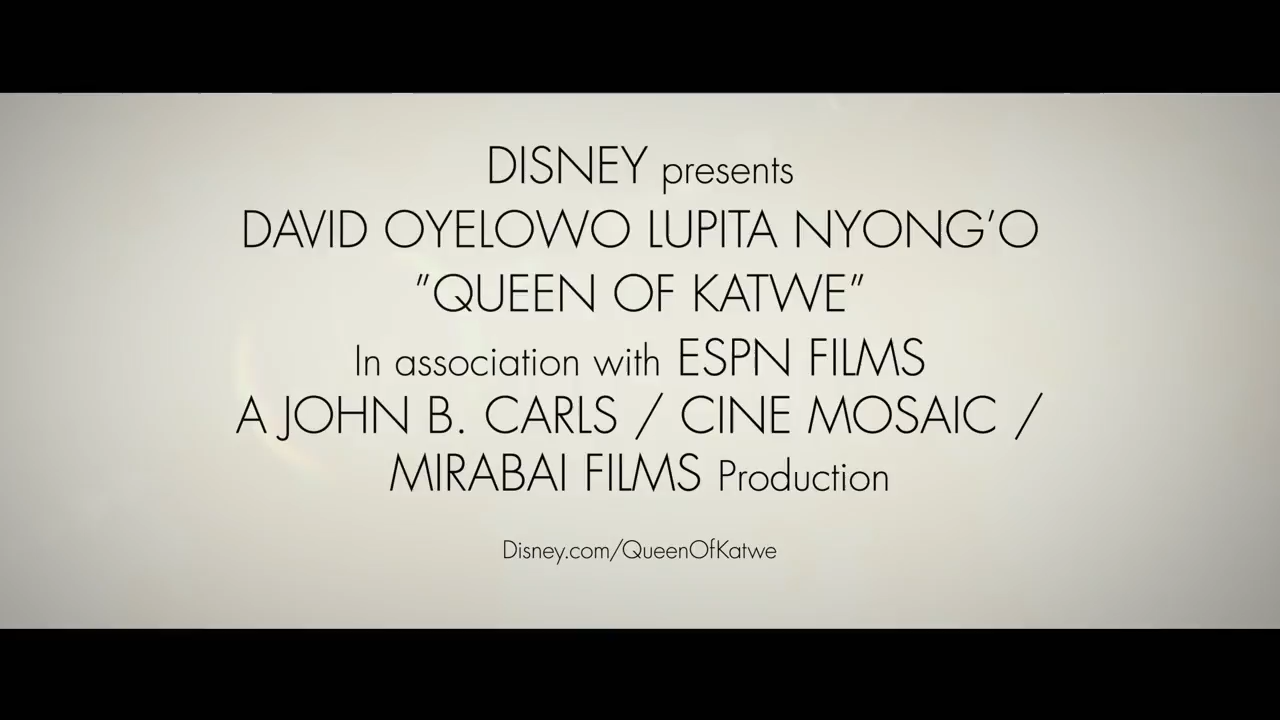 DISNEY presents
DAVID OYELOWO LUPITA NYONG'O
"QUEEN OF KATWE"
In association with ESPN FILMS
A JOHN B. CARLS / CINE MOSAIC /
MIRABAI FILMS Production
Disney.com/QueenOfKatwe